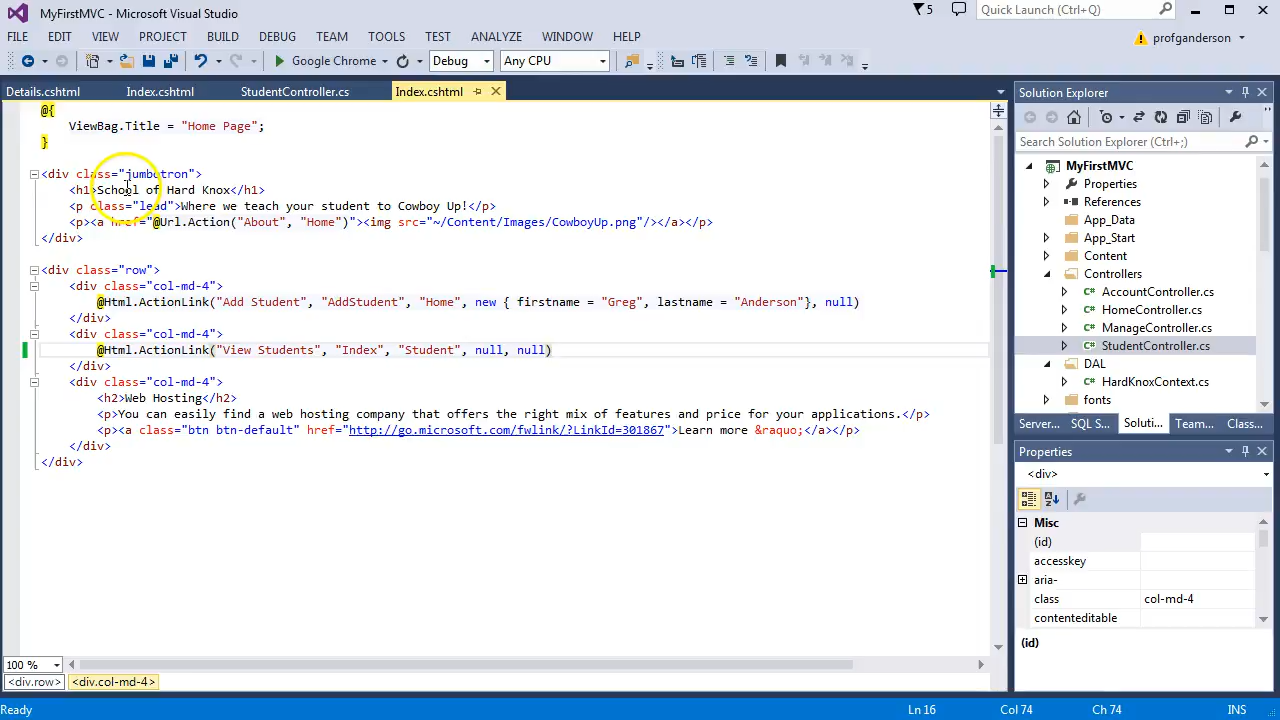 MyFirstMVC - Microsoft Visual Studio
5
Quick Launch (Ctrl+Q)
FILE EDIT VIEW PROJECT BUILD DEBUG TEAM TOOLS TEST ANALYZE WINDOW HELP
profganderson
Google Chrome Debug Any CPU
Details.cshtml Index.cshtml StudentController.cs Index.cshtml
@{
ViewBag.Title = "Home Page";
}
<div class="jumbotron">
<h1>School of Hard Knox</h1>
<p class="lead">Where we teach your student to Cowboy Up!</p>
<p><a href="@Url.Action("About", "Home")"><img src="~/Content/Images/CowboyUp.png"/></a></p>
</div>
<div class="row">
<div class="col-md-4">
@Html.ActionLink("Add Student", "AddStudent", "Home", new { firstname = "Greg", lastname = "Anderson"}, null)
</div>
<div class="col-md-4">
@Html.ActionLink("View Students", "Index", "Student", null, null)
</div>
<div class="col-md-4">
<h2>Web Hosting</h2>
<p>You can easily find a web hosting company that offers the right mix of features and price for your applications.</p>
<p><a class="btn btn-default" href="http://go.microsoft.com/fwlink/?LinkId=301867">Learn more &raquo;</a></p>
</div>
</div>
100 %
<div.row> <div.col-md-4>
Solution Explorer
Search Solution Explorer (Ctrl+;)
MyFirstMVC
Properties
References
App_Data
App_Start
Content
Controllers
C# AccountController.cs
C# HomeController.cs
C# ManageController.cs
C# StudentController.cs
DAL
C# HardKnoxContext.cs
fonts
Server... SQL S... Soluti... Team... Class...
Properties
<div>
Misc
(id)
accesskey
aria-
class col-md-4
contenteditable
(id)
Ready Ln 16 Col 74 Ch 74 INS